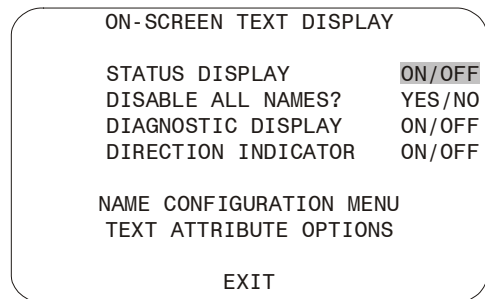 ON-SCREEN TEXT DISPLAY
STATUS DISPLAY ON/OFF
DISABLE ALL NAMES? YES/NO
DIAGNOSTIC DISPLAY ON/OFF
DIRECTION INDICATOR ON/OFF
NAME CONFIGURATION MENU
TEXT ATTRIBUTE OPTIONS
EXIT